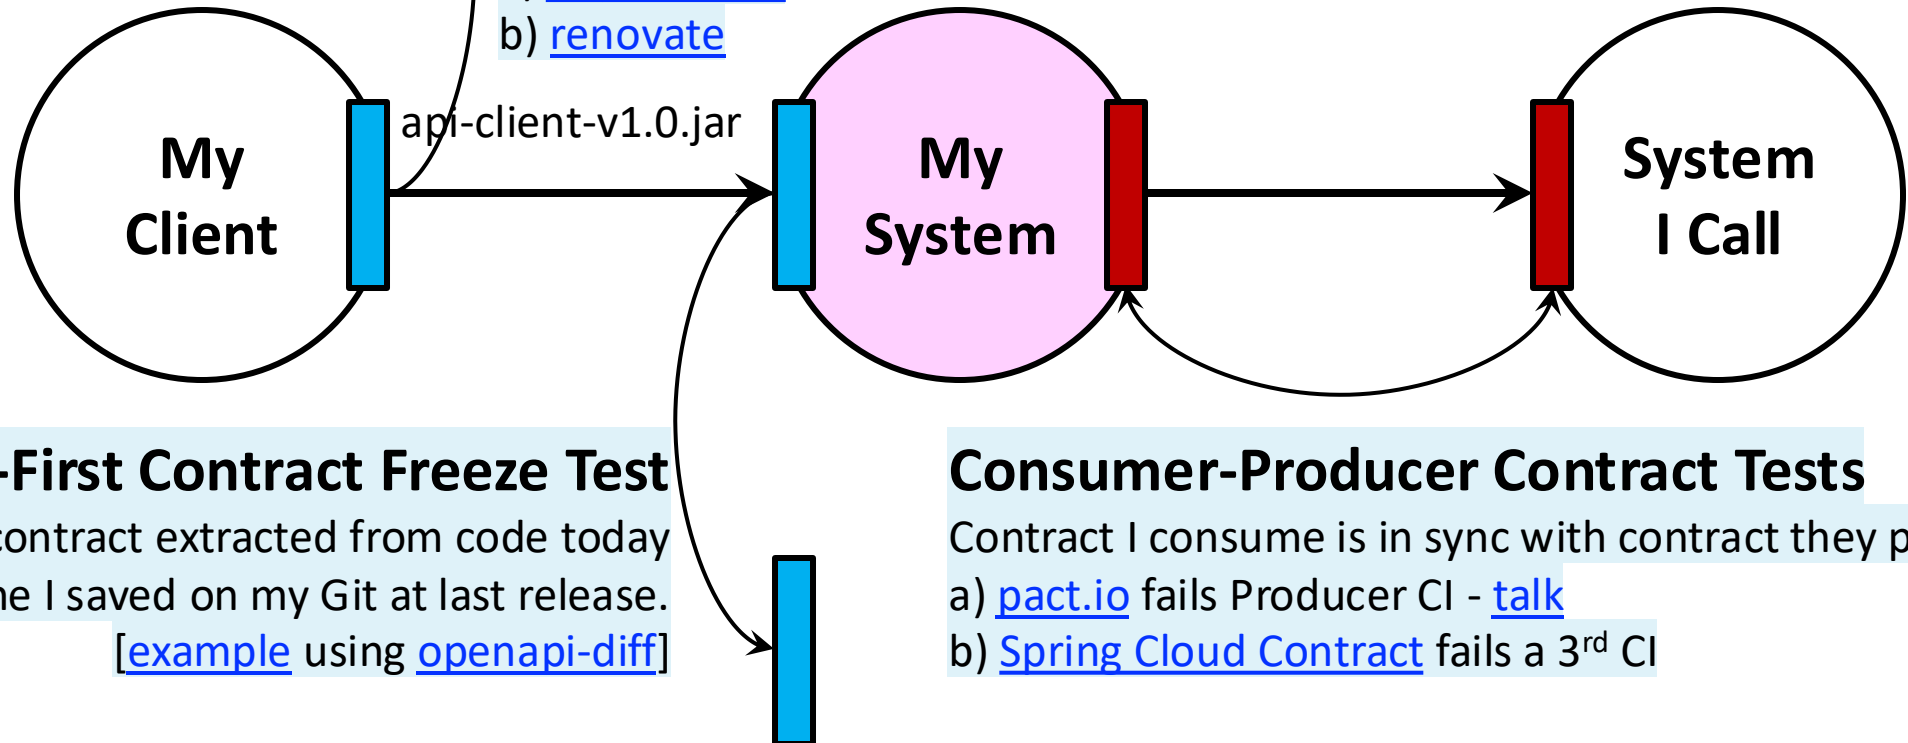 b) renovate
api-client-v1.0.jar
My
Client
My
System
System
I Call
-First Contract Freeze Test
contract extracted from code today
I saved on my Git at last release.
[example using openapi-diff]
Consumer-Producer Contract Tests
Contract I consume is in sync with contract they
a) pact.io fails Producer CI - talk
b) Spring Cloud Contract fails a 3rd CI